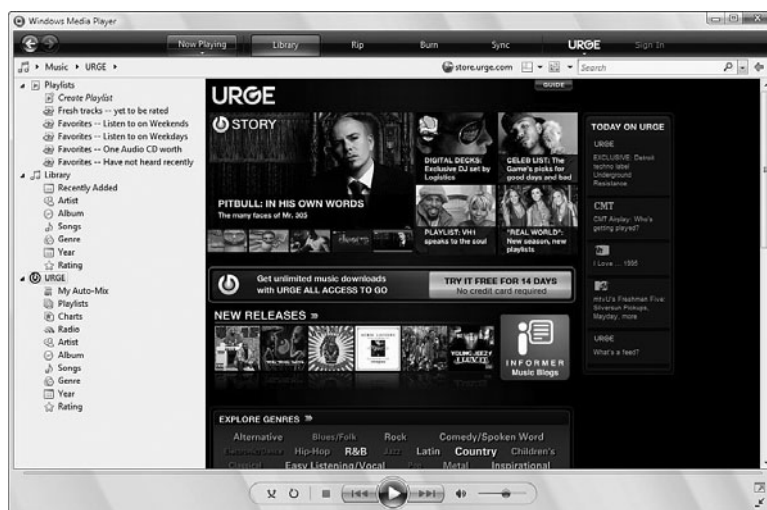 Windows Media Player
Now Playing
Library
Rip
Burn
Sync
URGE
Sign In
Music
URGE
store.urge.com
Search
Playlists
Create Playlist
Fresh tracks -- yet to be rated
Favorites -- Listen to on Weekends
Favorites -- Listen to on Weekdays
Favorites -- One Audio CD worth
Favorites -- Have not heard recently
Library
Recently Added
Artist
Album
Songs
Genre
Year
Rating
URGE
My Auto-Mix
Playlists
Charts
Radio
Artist
Album
Songs
Genre
Year
Rating
URGE
GUIDE
STORY
PITBULL: IN HIS OWN WORDS
The many faces of Mr. 305
DIGITAL DECKS:
Exclusive DJ set by
Logistics
CELEB LIST: The
Game's picks for
good days and bad
PLAYLIST: VH1
speaks to the soul
"REAL WORLD":
New season, new
playlists
TODAY ON URGE
URGE
EXCLUSIVE: Detroit
techno label
Underground
Resistance.
CMT
CMT Airplay: Who's
getting played?
I Love ... 1995
mtvU's Freshman Five:
Silversun Pickups,
Mayday, more
URGE
What's a feed?
Get unlimited music downloads
with URGE ALL ACCESS TO GO
TRY IT FREE FOR 14 DAYS
No credit card required
NEW RELEASES
YOUNG JEEZY
INFORMER
Music Blogs
EXPLORE GENRES
Alternative
Blues/Folk
Rock
Comedy/Spoken Word
Electronic/Dance
Hip-Hop
R&B
Jazz
Latin
Country
Children's
Classical
Easy Listening/Vocal
Pop
Metal
Inspirational